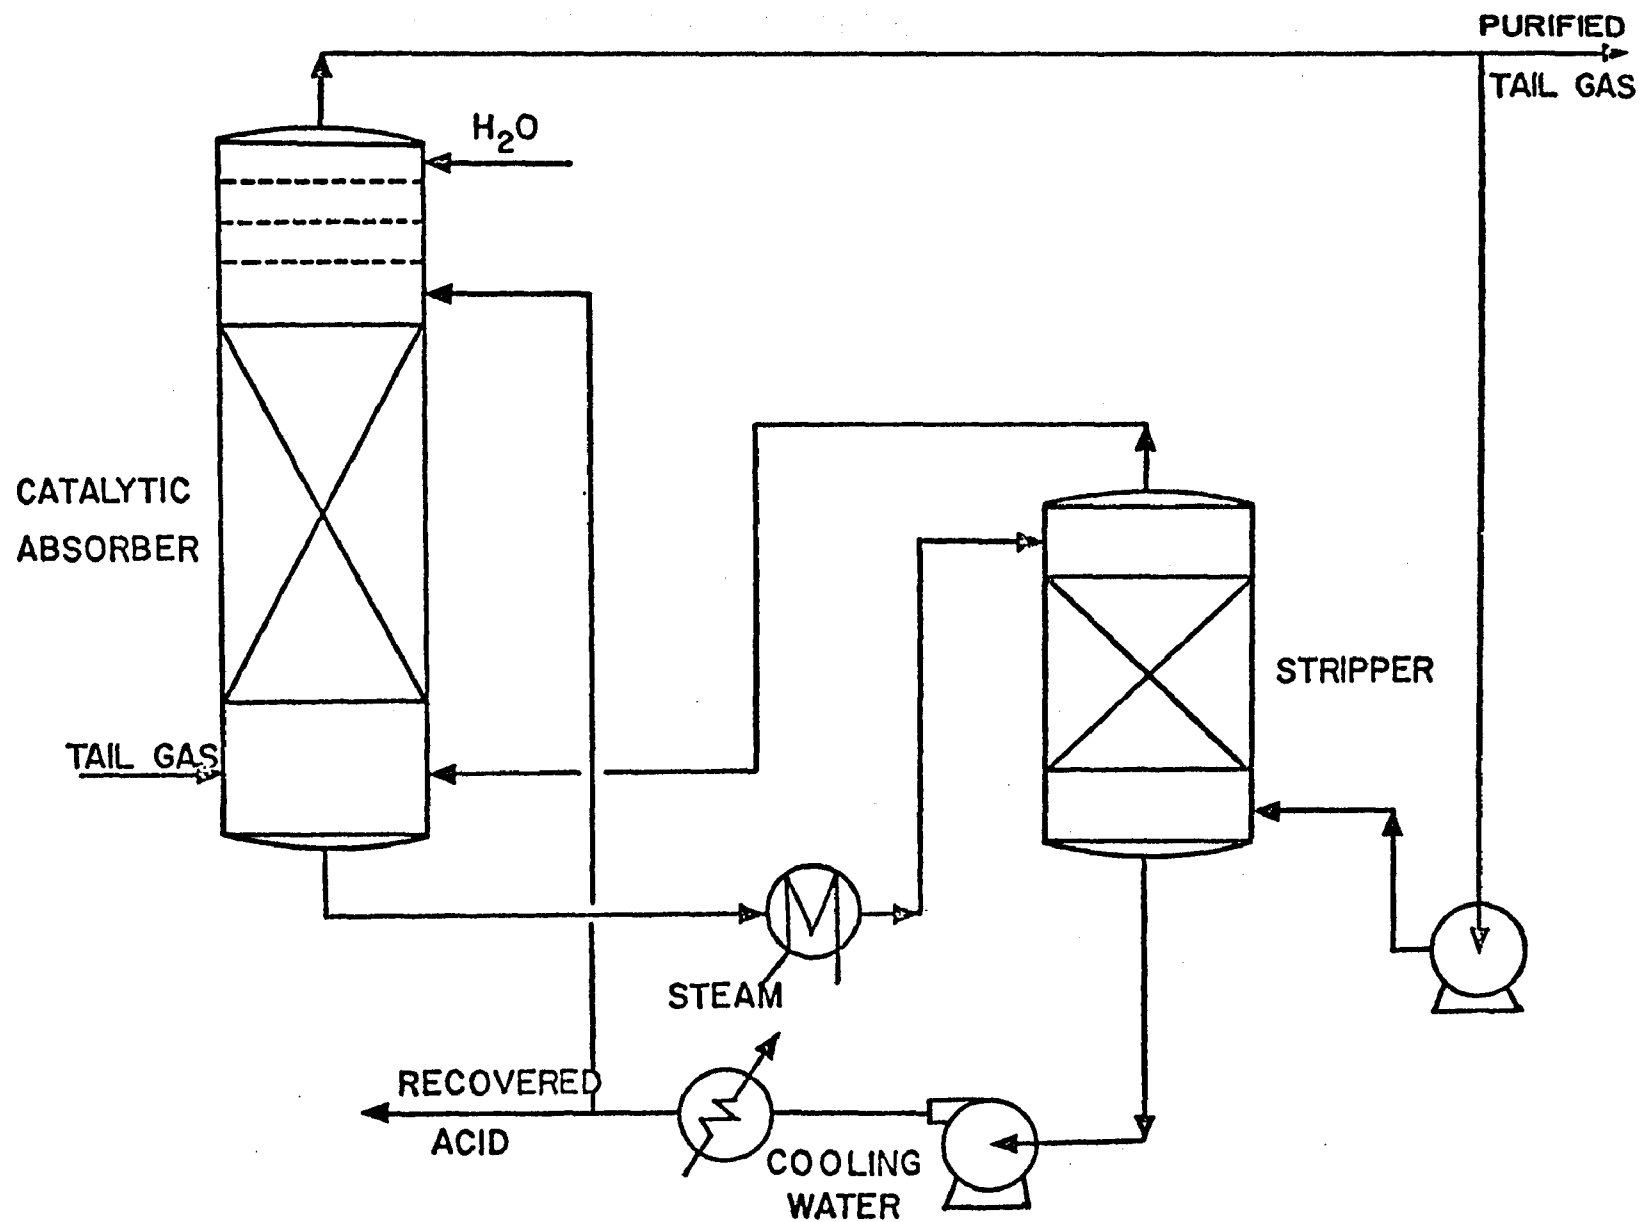 PURIFIED
TAIL GAS
H2O
CATALYTIC
ABSORBER
STRIPPER
TAIL GAS
STEAM
RECOVERED
ACID
COOLING
WATER